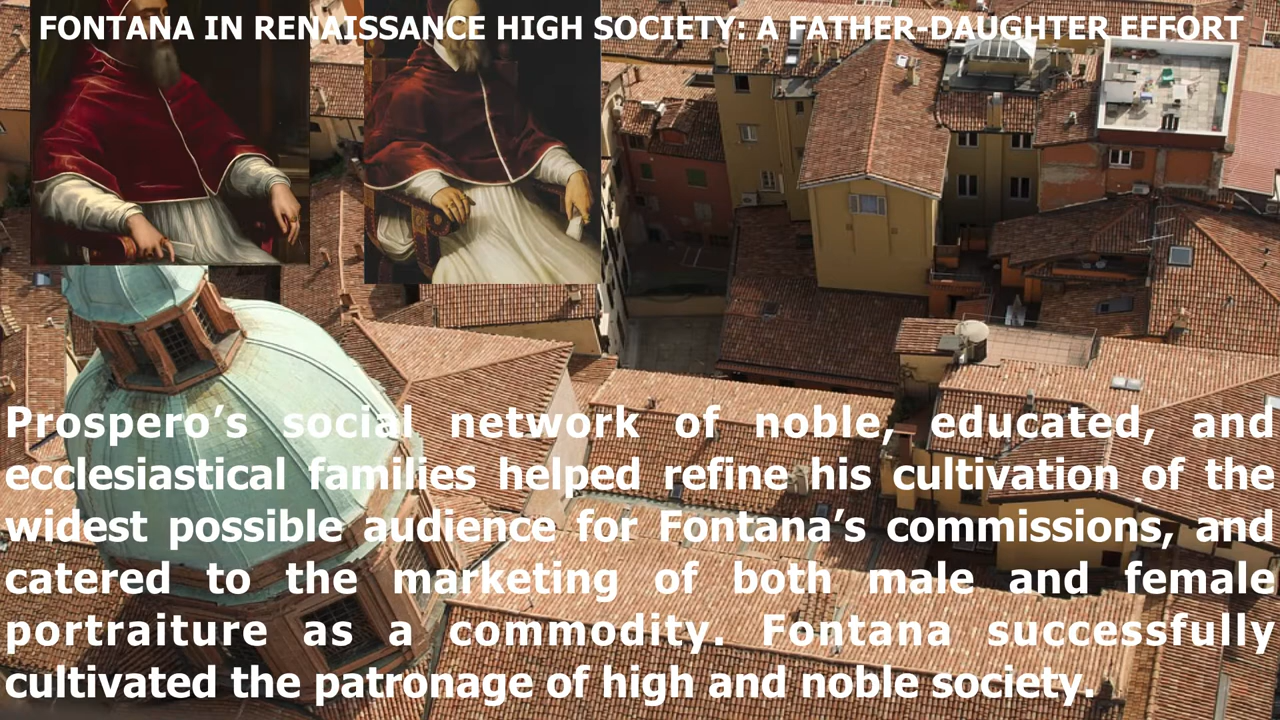 FONTANA IN RENAISSANCE HIGH SOCIETY: A FATHER-DAUGHTER EFFORT
Prospero’s social network of noble, educated, and
ecclesiastical families helped refine his cultivation of the
widest possible audience for Fontana’s commissions, and
catered to the marketing of both male and female
portraiture as a commodity. Fontana successfully
cultivated the patronage of high and noble society.